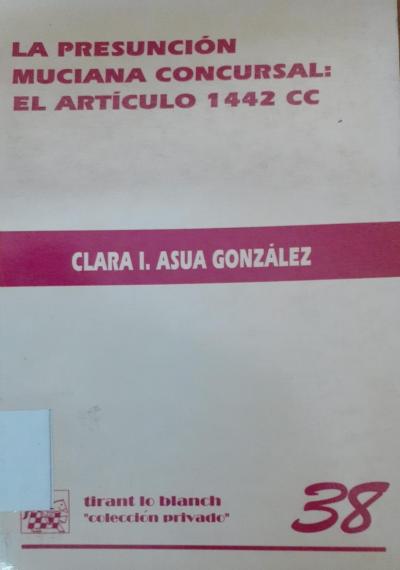 LA PRESUNCIÓN
MUCIANA CONCURSAL:
EL ARTÍCULO 1442 CC
CLARA I. ASUA GONZÁLEZ
tirant lo blanch
"colección privado"
38